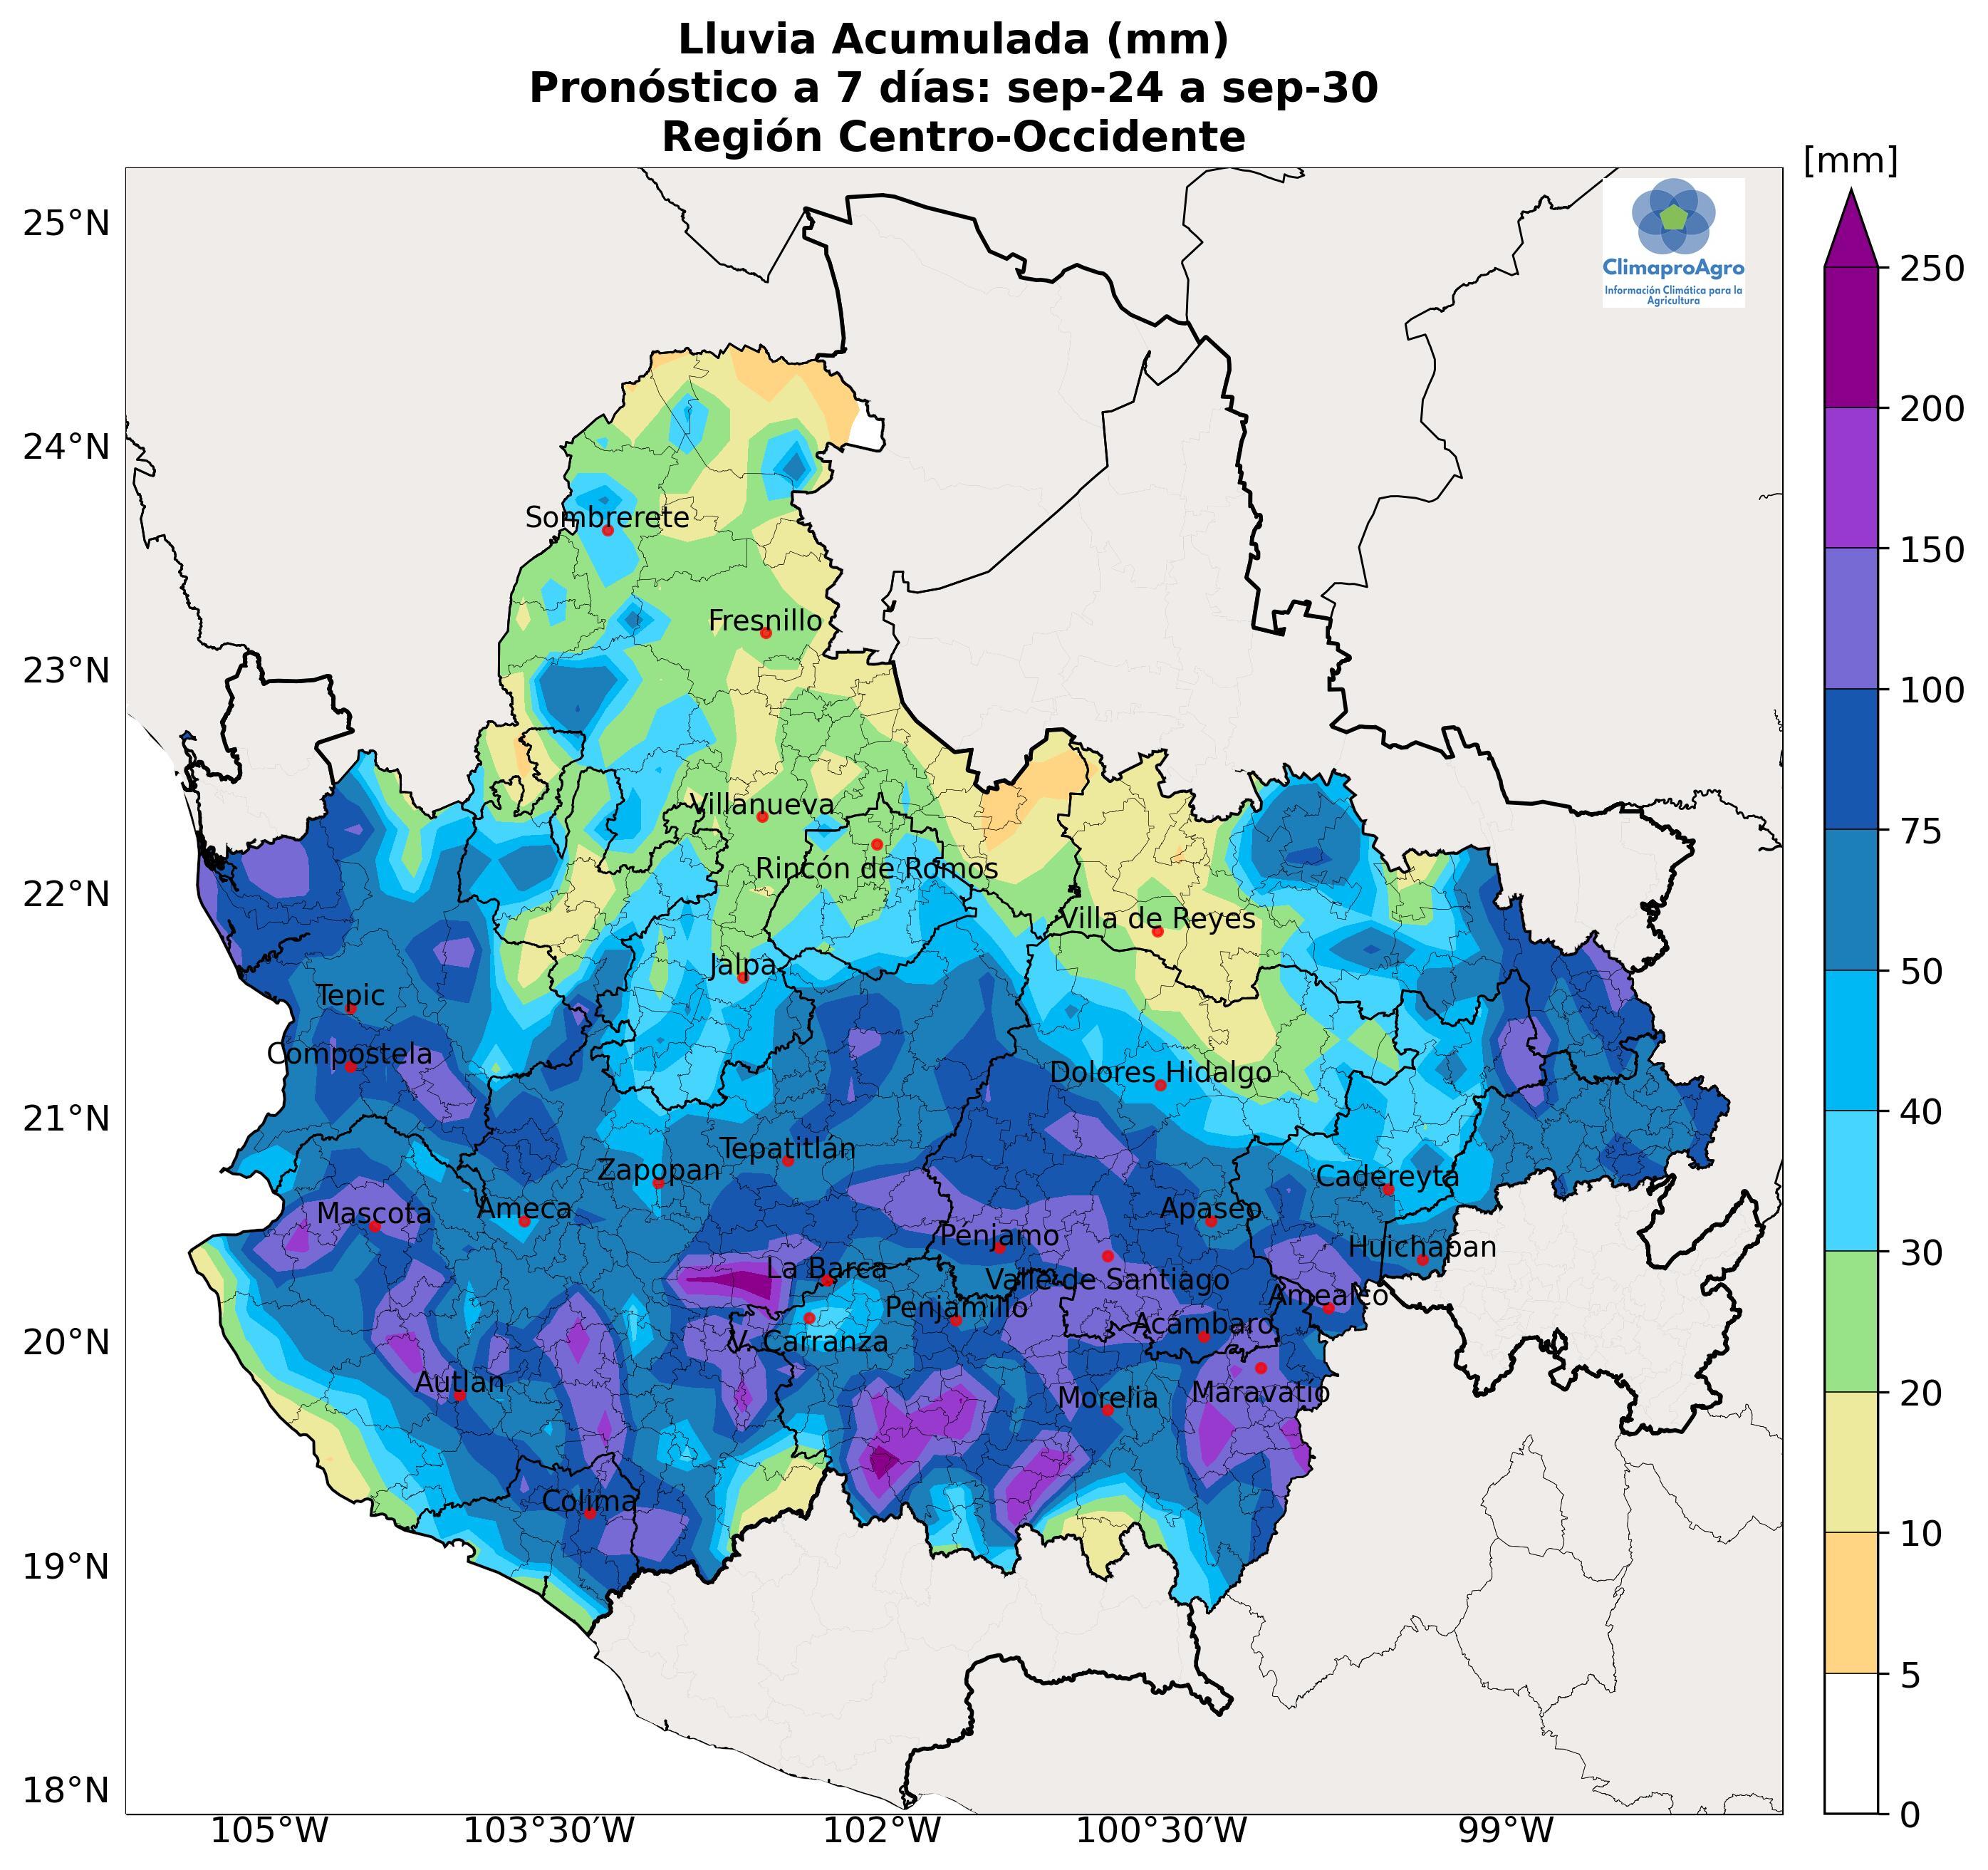 Lluvia Acumulada (mm)
Pronóstico a 7 días: sep-24 a sep-30
Región Centro-Occidente
[mm]
ClimaproAgro
Información Climática para la
Agricultura
25°N
24°N
23°N
22°N
21°N
20°N
19°N
18°N
105°W
103°30'W
102°W
100°30'W
99°W
250
200
150
100
75
50
40
30
20
10
5
0
Sombrerete
Fresnillo
Villanueva
Rincón de Romos
Villa de Reyes
Jalpa
Tepic
Compostela
Dolores Hidalgo
Tepatitlán
Zapopan
Cadereyta
Mascota
Ameca
Apaseo
Penjamo
Huichapan
La Barca
Valle de Santiago
Amealco
Penjamillo
Acámbaro
V. Carranza
Autlán
Morelia
Maravatío
Colima